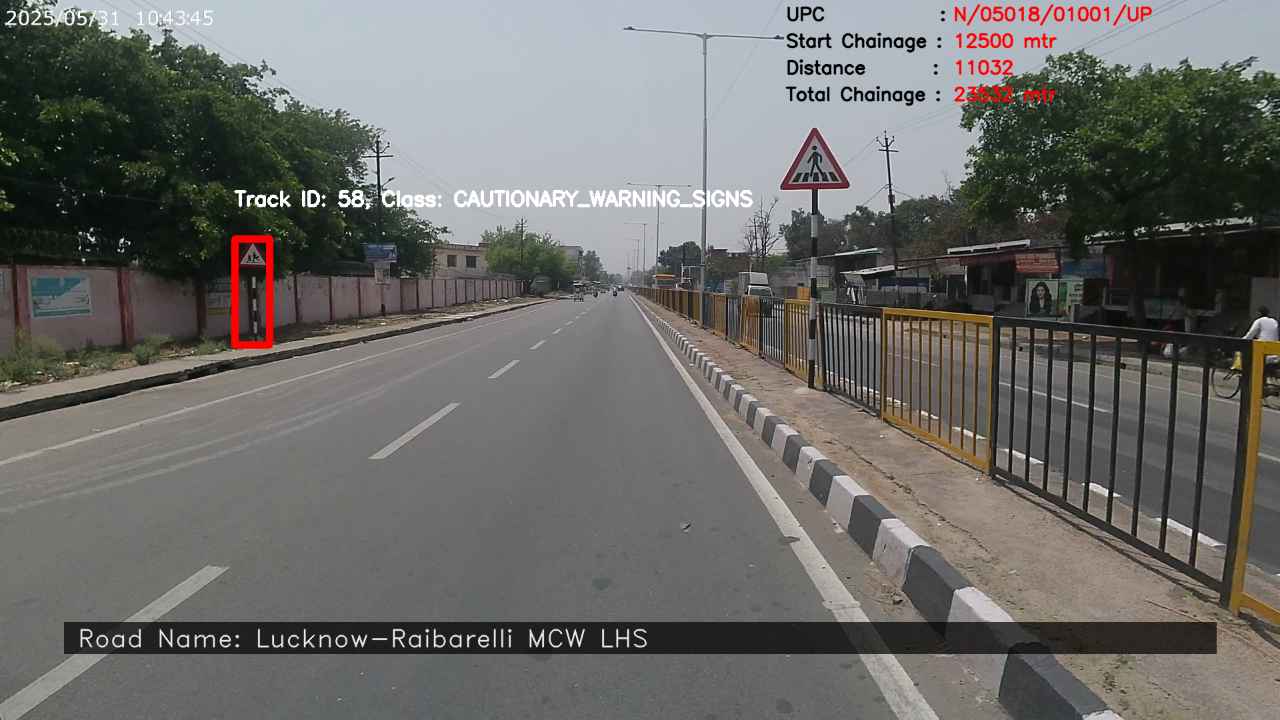 2025/05/31 10:43:45
UPC : N/05018/01001/UP
Start Chainage : 12500 mtr
Distance : 11032
Total Chainage : 23532 mtr
Track ID: 58, Class: CAUTIONARY_WARNING_SIGNS
Road Name: Lucknow-Raibarelli MCW LHS